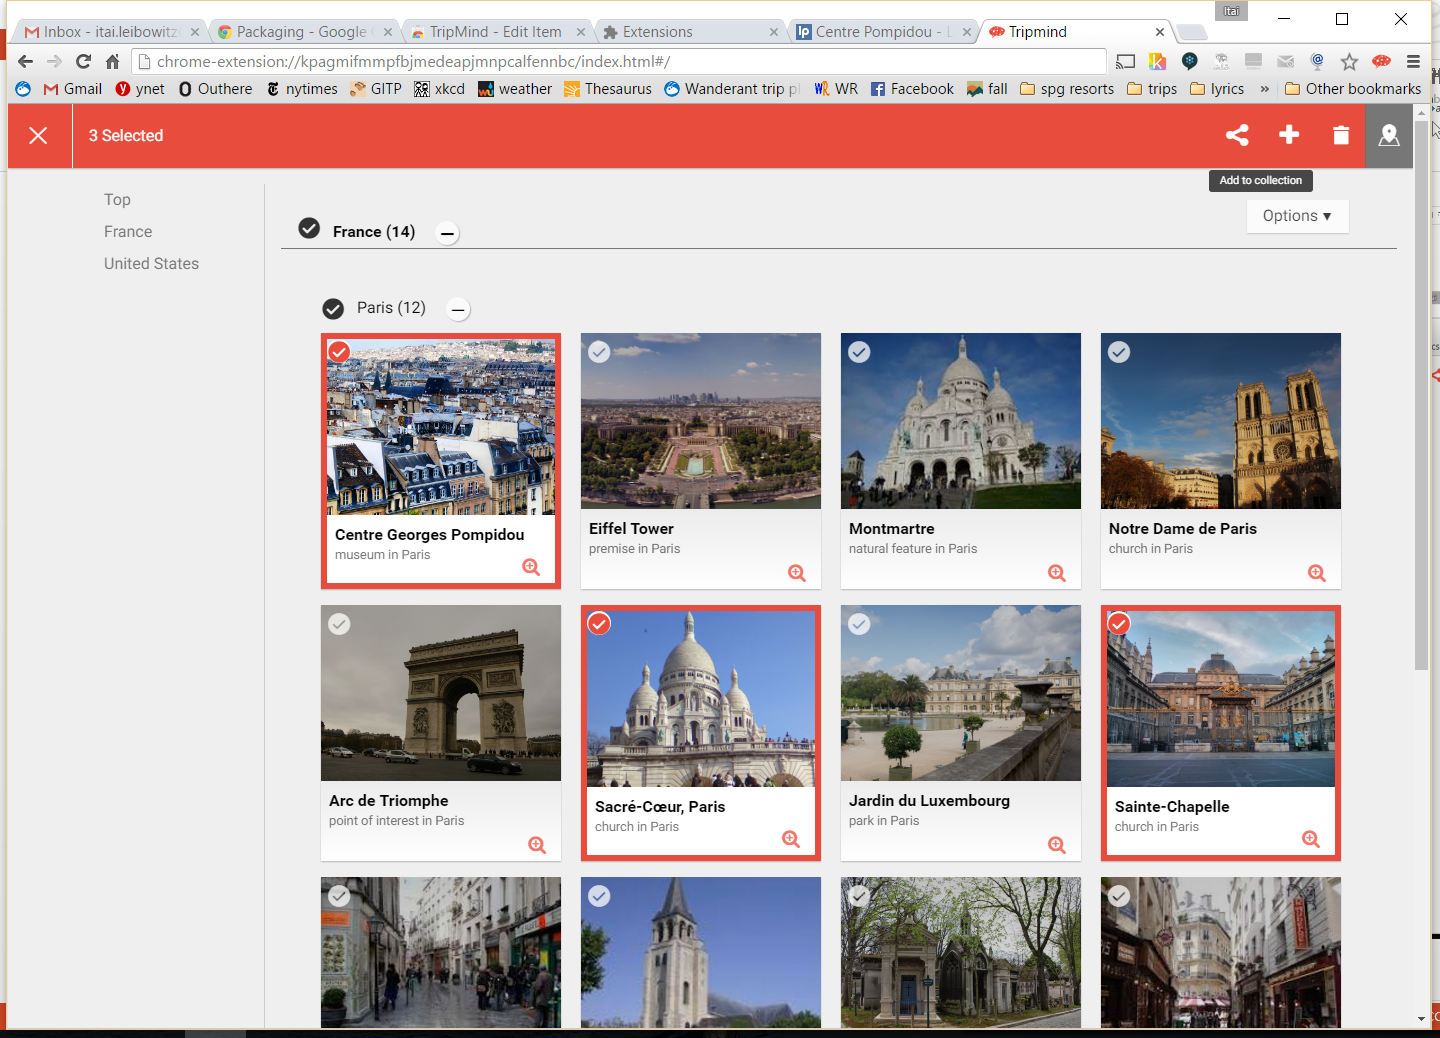 Itai
Inbox - itai.leibowitz
Packaging - Google
TripMind - Edit Item
Extensions
Centre Pompidou -
Tripmind
chrome-extension://kpagmifmmpfbjmedeapjmnpcalfennbc/index.html#/
Gmail
ynet
Outhere
nytimes
GITP
xkcd
weather
Thesaurus
Wanderant trip pl
WR
Facebook
fall
spg resorts
trips
lyrics
»
Other bookmarks
3 Selected
Add to collection
Top
France
United States
Options ▾
France (14)
Paris (12)
Centre Georges Pompidou
museum in Paris
Eiffel Tower
premise in Paris
Montmartre
natural feature in Paris
Notre Dame de Paris
church in Paris
Arc de Triomphe
point of interest in Paris
Sacré-Cœur, Paris
church in Paris
Jardin du Luxembourg
park in Paris
Sainte-Chapelle
church in Paris